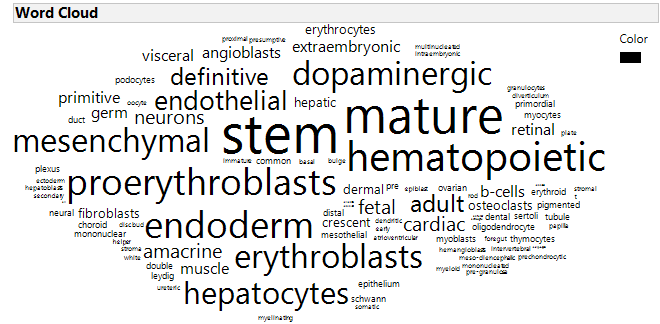 Word Cloud
Color
erythrocytes
proximal presumptive
visceral angioblasts extraembryonic multinucleated
intraembryonic
podocytes definitive dopaminergic granulocytes
diverticulum
primitive oocyte endothelial hepatic primordial
duct germ neurons mature myocytes
retinal plate
mesenchymal stem hematopoietic
immature common basal bulge
plexus
ectoderm proerythroblasts dermal pre epiblast ovarian b-cells erythroid stromal
hepatoblast
secondary rod t
fetal adult osteoclasts pigmented
neural fibroblasts distal dental sertoli tubule
choroid discbud endoderm crescent dendritic cardiac oligodendrocyte papilla
early
mononuclear mesothelial atrioventricular myoblasts foregut thymocytes
helper
stroma amacrine erythroblasts hemangioblasts intervertebral
white meso-diencephalic prechondrocytic
double muscle myeloid mononucleated
leydig pre-granulosa
ureteric hepatocytes epithelium
schwann
somatic
myelinating